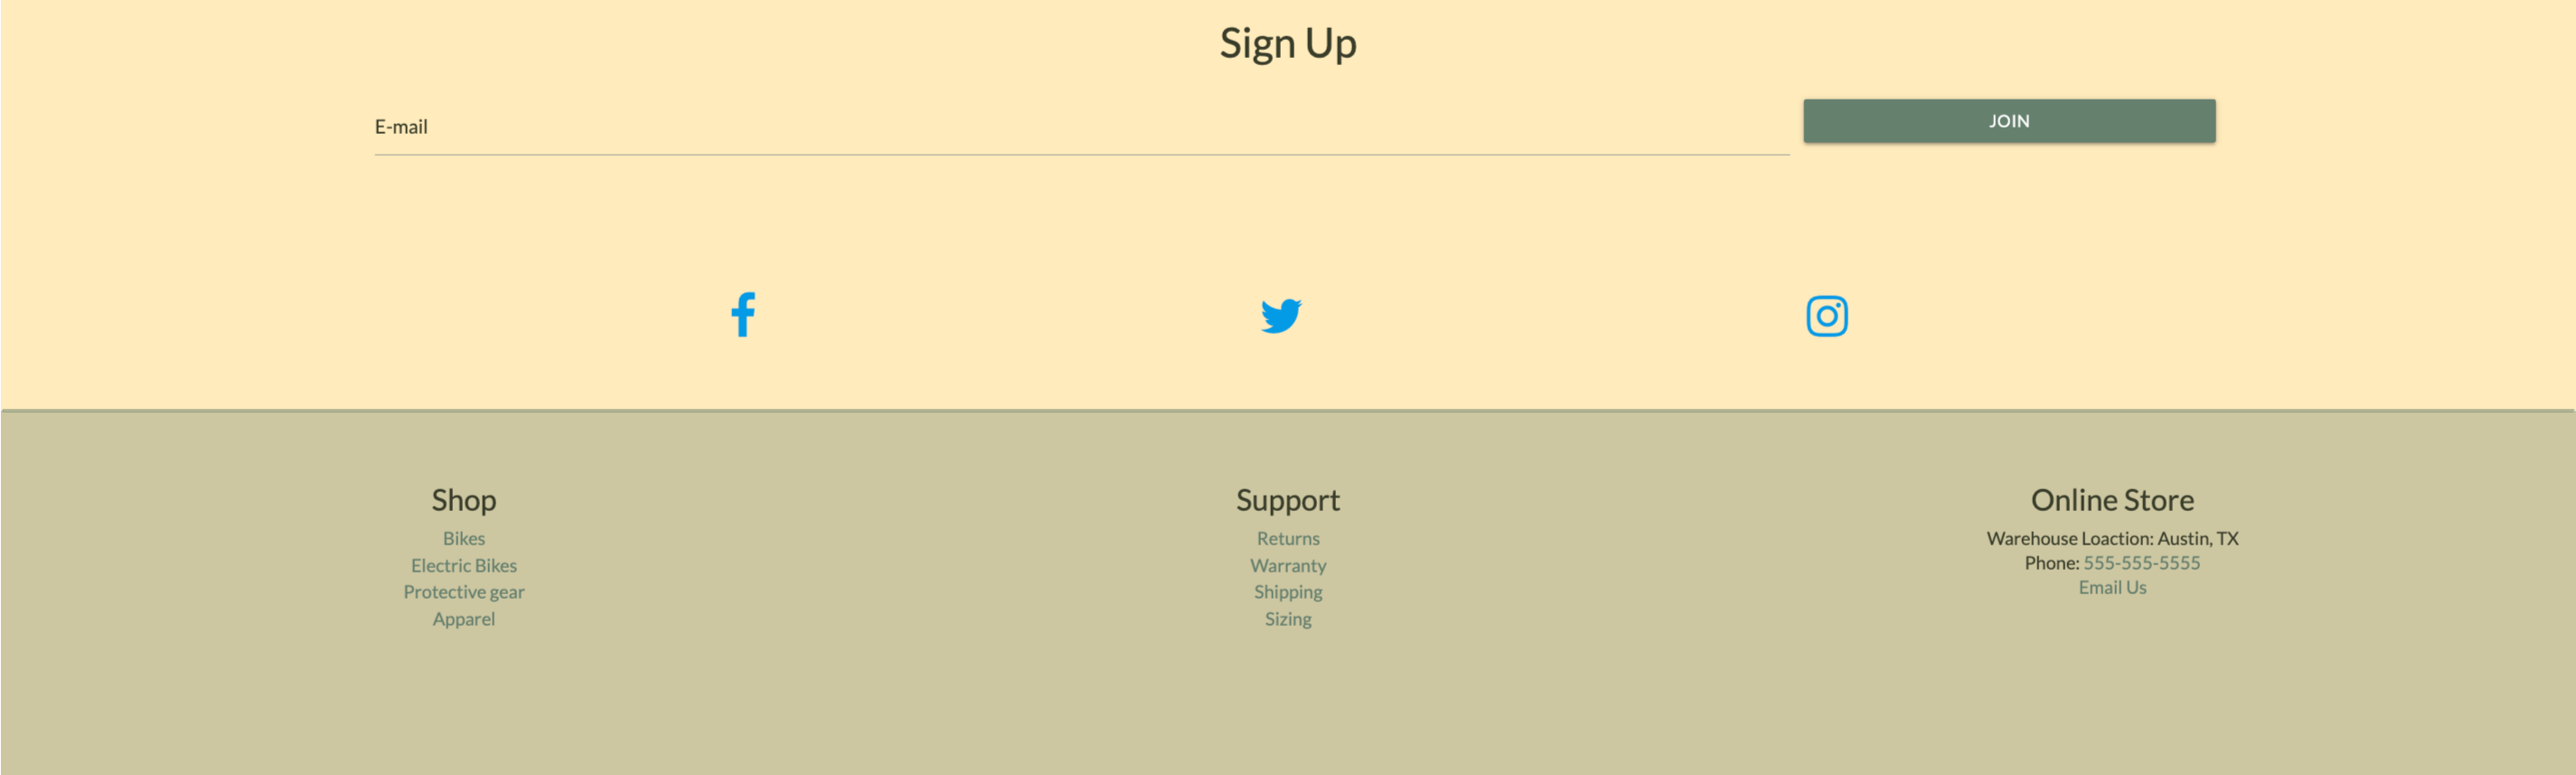 Sign Up
E-mail
JOIN
Shop
Bikes
Electric Bikes
Protective gear
Apparel
Support
Returns
Warranty
Shipping
Sizing
Online Store
Warehouse Loaction: Austin, TX
Phone: 555-555-5555
Email Us